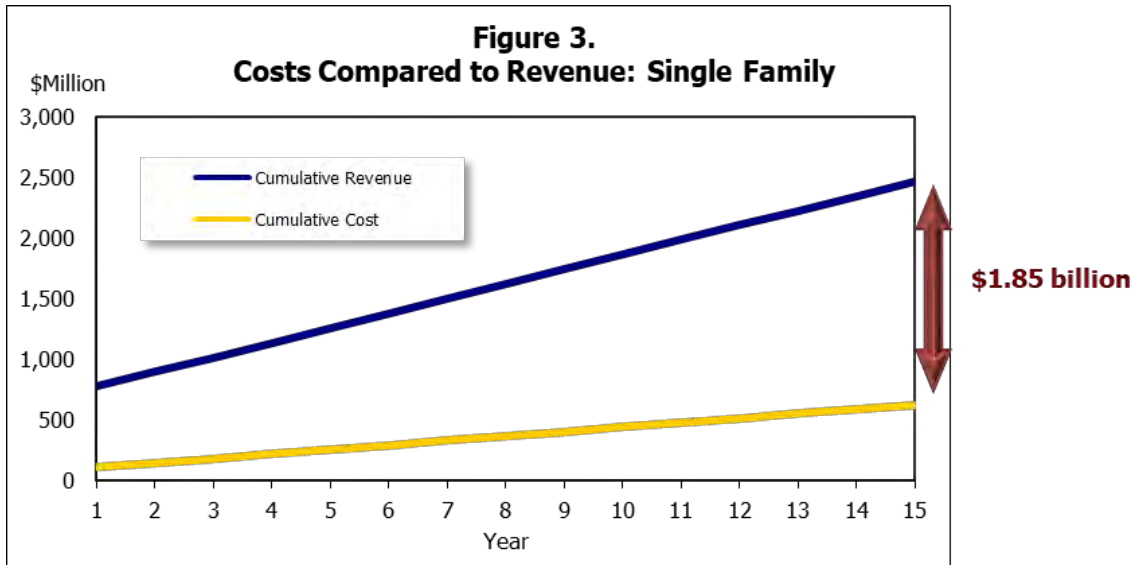 Figure 3.
Costs Compared to Revenue: Single Family
$Million
3,000
2,500
2,000
1,500
1,000
500
0
Cumulative Revenue
Cumulative Cost
$1.85 billion
1 2 3 4 5 6 7 8 9 10 11 12 13 14 15
Year